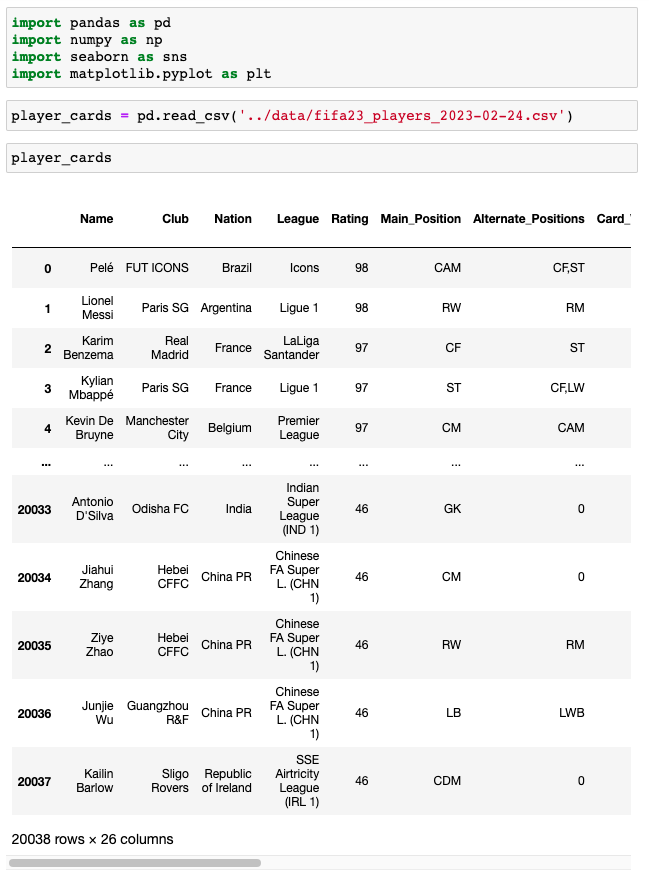 import pandas as pd
import numpy as np
import seaborn as sns
import matplotlib.pyplot as plt
player_cards = pd.read_csv('../data/fifa23_players_2023-02-24.csv')
player_cards
Name Club Nation League Rating Main_Position Alternate_Positions Card_
0 Pelé FUT ICONS Brazil Icons 98 CAM CF,ST
1 Lionel Messi Paris SG Argentina Ligue 1 98 RW RM
2 Karim Benzema Real Madrid France LaLiga Santander 97 CF ST
3 Kylian Mbappé Paris SG France Ligue 1 97 ST CF,LW
4 Kevin De Bruyne Manchester City Belgium Premier League 97 CM CAM
... ... ... ... ... ... ... ...
20033 Antonio D'Silva Odisha FC India Indian Super League (IND 1) 46 GK 0
20034 Jiahui Zhang Hebei CFFC China PR Chinese FA Super L. (CHN 1) 46 CM 0
20035 Ziye Zhao Hebei CFFC China PR Chinese FA Super L. (CHN 1) 46 RW RM
20036 Junjie Wu Guangzhou R&F China PR Chinese FA Super L. (CHN 1) 46 LB LWB
20037 Kailin Barlow Sligo Rovers Republic of Ireland SSE Airtricity League (IRL 1) 46 CDM 0
20038 rows × 26 columns